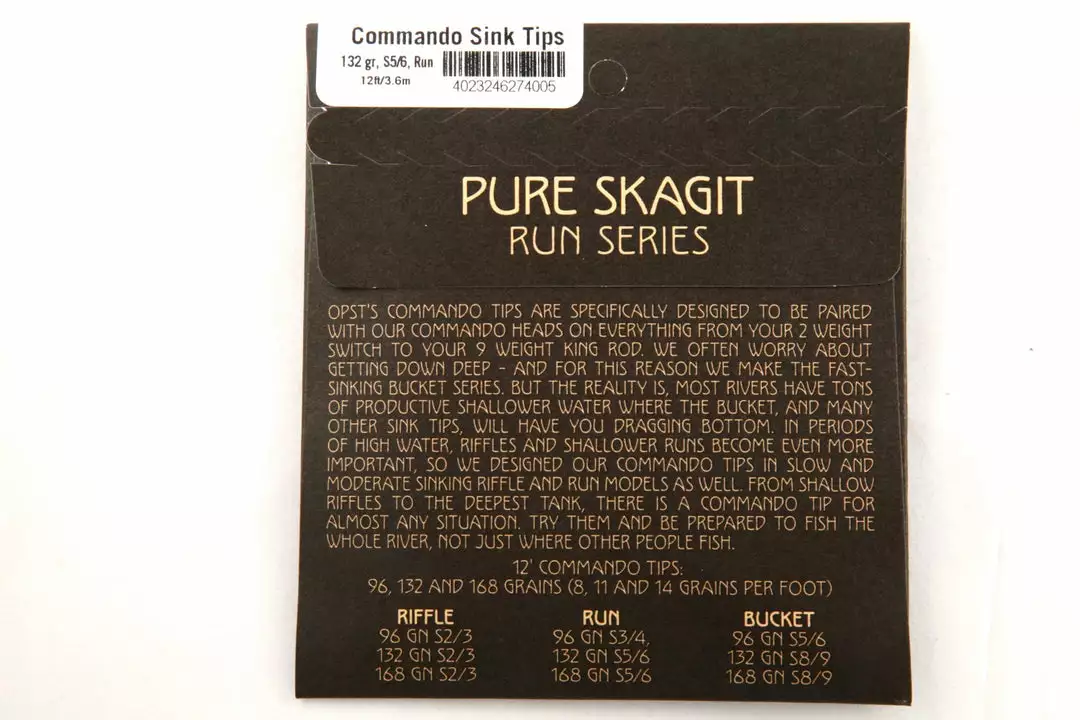 Commando Sink Tips
132 gr, S5/6, Run
12ft/3.6m
4023246274005
PURE SKAGIT
RUN SERIES
OPST'S COMMANDO TIPS ARE SPECIFICALLY DESIGNED TO BE PAIRED
WITH OUR COMMANDO HEADS ON EVERYTHING FROM YOUR 2 WEIGHT
SWITCH TO YOUR 9 WEIGHT KING ROD. WE OFTEN WORRY ABOUT
GETTING DOWN DEEP - AND FOR THIS REASON WE MAKE THE FAST-
SINKING BUCKET SERIES. BUT THE REALITY IS, MOST RIVERS HAVE TONS
OF PRODUCTIVE SHALLOWER WATER WHERE THE BUCKET, AND MANY
OTHER SINK TIPS, WILL HAVE YOU DRAGGING BOTTOM. IN PERIODS
OF HIGH WATER, RIFFLES AND SHALLOWER RUNS BECOME EVEN MORE
IMPORTANT, SO WE DESIGNED OUR COMMANDO TIPS IN SLOW AND
MODERATE SINKING RIFFLE AND RUN MODELS AS WELL. FROM SHALLOW
RIFFLES TO THE DEEPEST TANK, THERE IS A COMMANDO TIP FOR
ALMOST ANY SITUATION. TRY THEM AND BE PREPARED TO FISH THE
WHOLE RIVER, NOT JUST WHERE OTHER PEOPLE FISH.
12' COMMANDO TIPS:
96, 132 AND 168 GRAINS (8, 11 AND 14 GRAINS PER FOOT)
RIFFLE
96 GN S2/3
132 GN S2/3
168 GN S2/3
RUN
96 GN S3/4,
132 GN S5/6
168 GN S5/6
BUCKET
96 GN S5/6
132 GN S8/9
168 GN S8/9